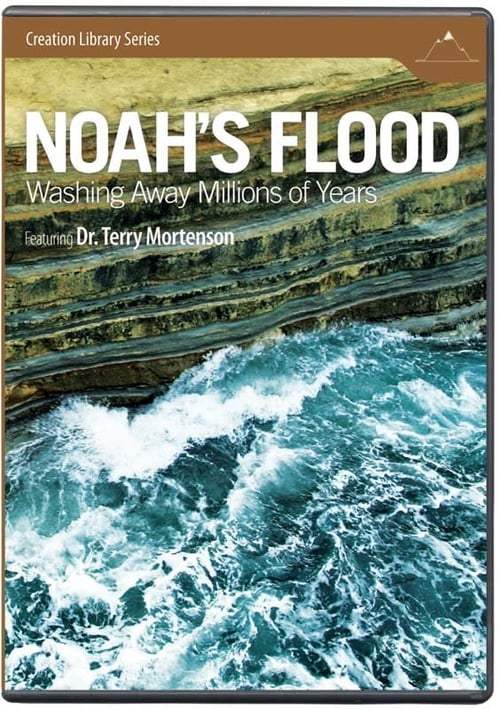 Creation Library Series
NOAH'S FLOOD
Washing Away Millions of Years
Featuring Dr. Terry Mortenson